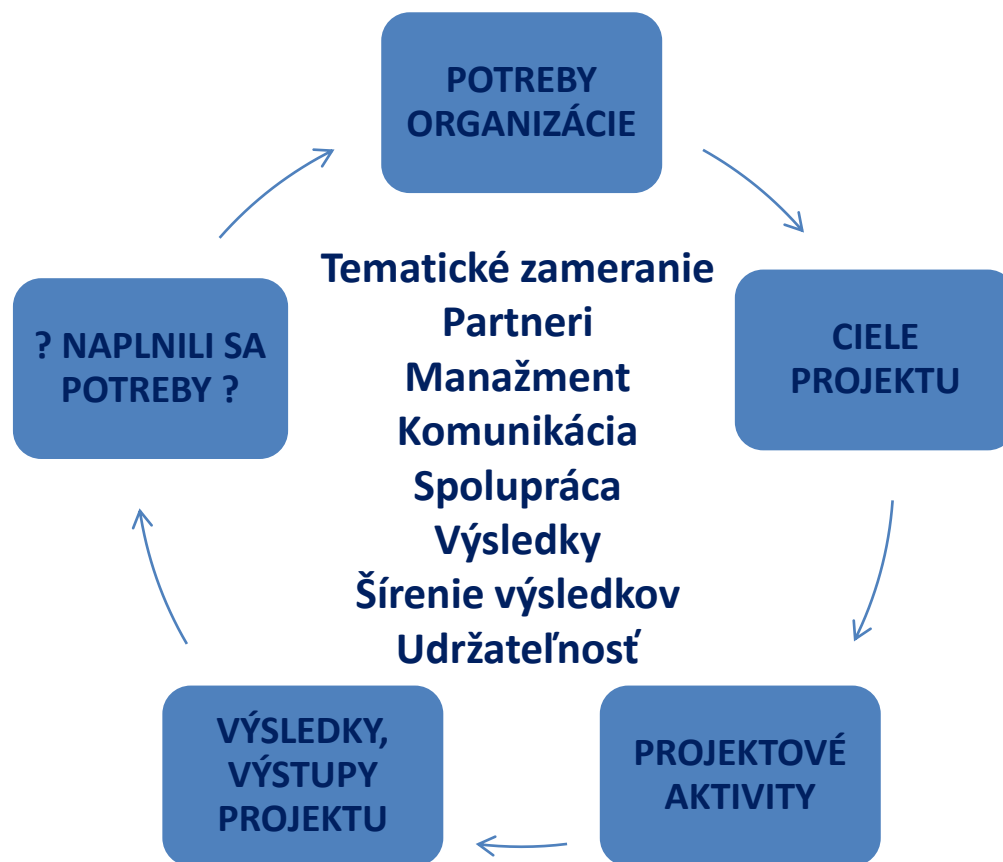 POTREBY
ORGANIZÁCIE
CIELE
PROJEKTU
PROJEKTOVÉ
AKTIVITY
VÝSLEDKY,
VÝSTUPY
PROJEKTU
? NAPLNILI SA
POTREBY ?
Tematické zameranie
Partneri
Manažment
Komunikácia
Spolupráca
Výsledky
Šírenie výsledkov
Udržateľnosť